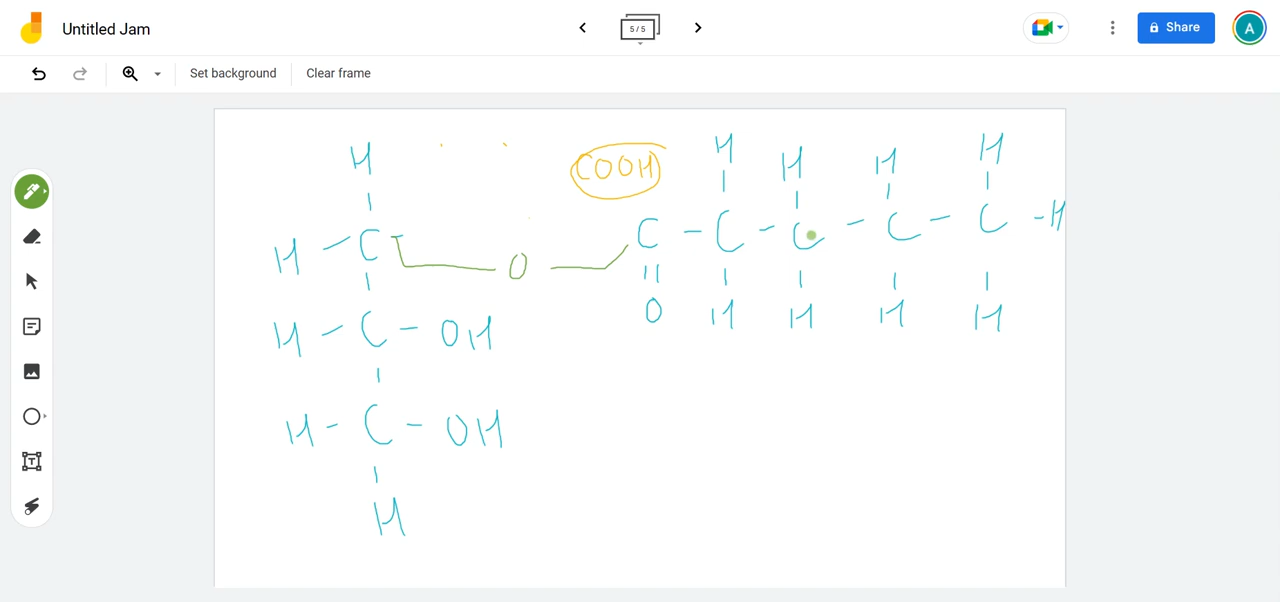 Untitled Jam
5 / 5
Share
A
Set background
Clear frame
H
COOH
H H H H
H – C – O – C – C – C – C – C – H
|| | | | |
O H H H H
H – C – OH
H – C – OH
H